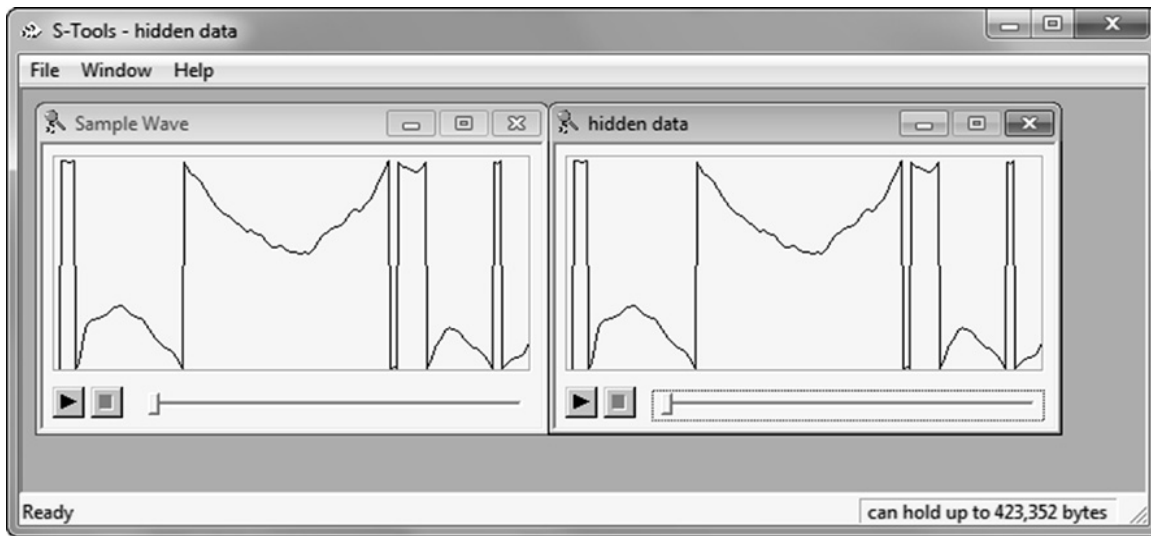 S-Tools - hidden data
File Window Help
Sample Wave
hidden data
Ready
can hold up to 423,352 bytes